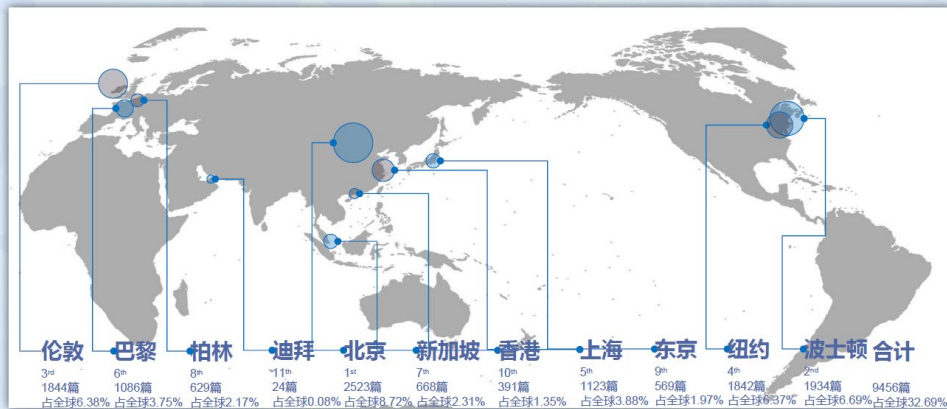 伦敦 巴黎 柏林 迪拜 北京 新加坡 香港 上海 东京 纽约 波士顿 合计
3rd 6th 8th 11th 1st 7th 10th 5th 9th 4th 2nd
1844篇 1086篇 629篇 24篇 2523篇 668篇 391篇 1123篇 569篇 1842篇 1934篇 9456篇
占全球6.38% 占全球3.75% 占全球2.17% 占全球0.08% 占全球8.72% 占全球2.31% 占全球1.35% 占全球3.88% 占全球1.97% 占全球6.37% 占全球6.69% 占全球32.69%